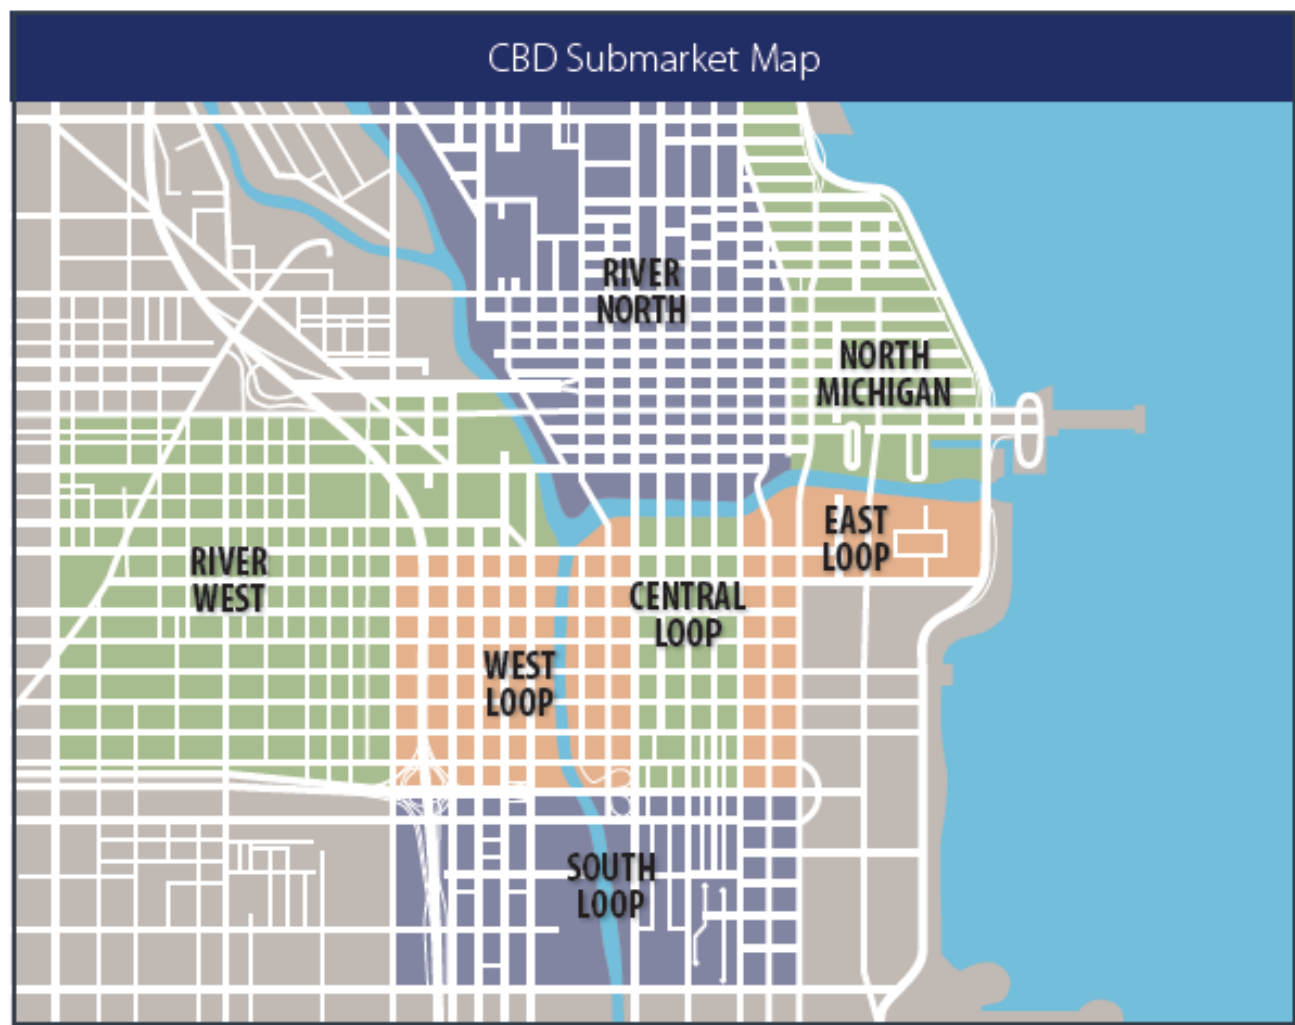 CBD Submarket Map
RIVER
NORTH
NORTH
MICHIGAN
EAST
LOOP
RIVER
WEST
CENTRAL
LOOP
WEST
LOOP
SOUTH
LOOP